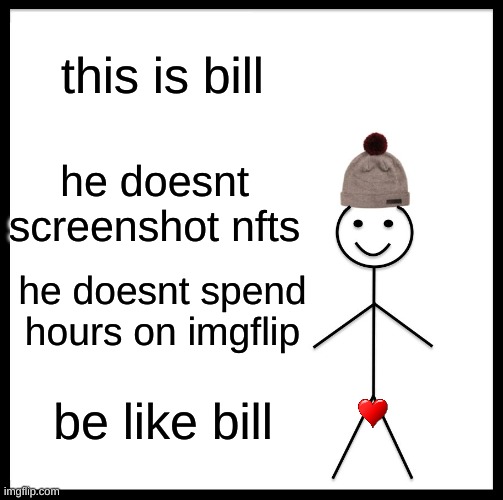 this is bill
he doesnt
screenshot nfts
he doesnt spend
hours on imgflip
be like bill
imgflip.com